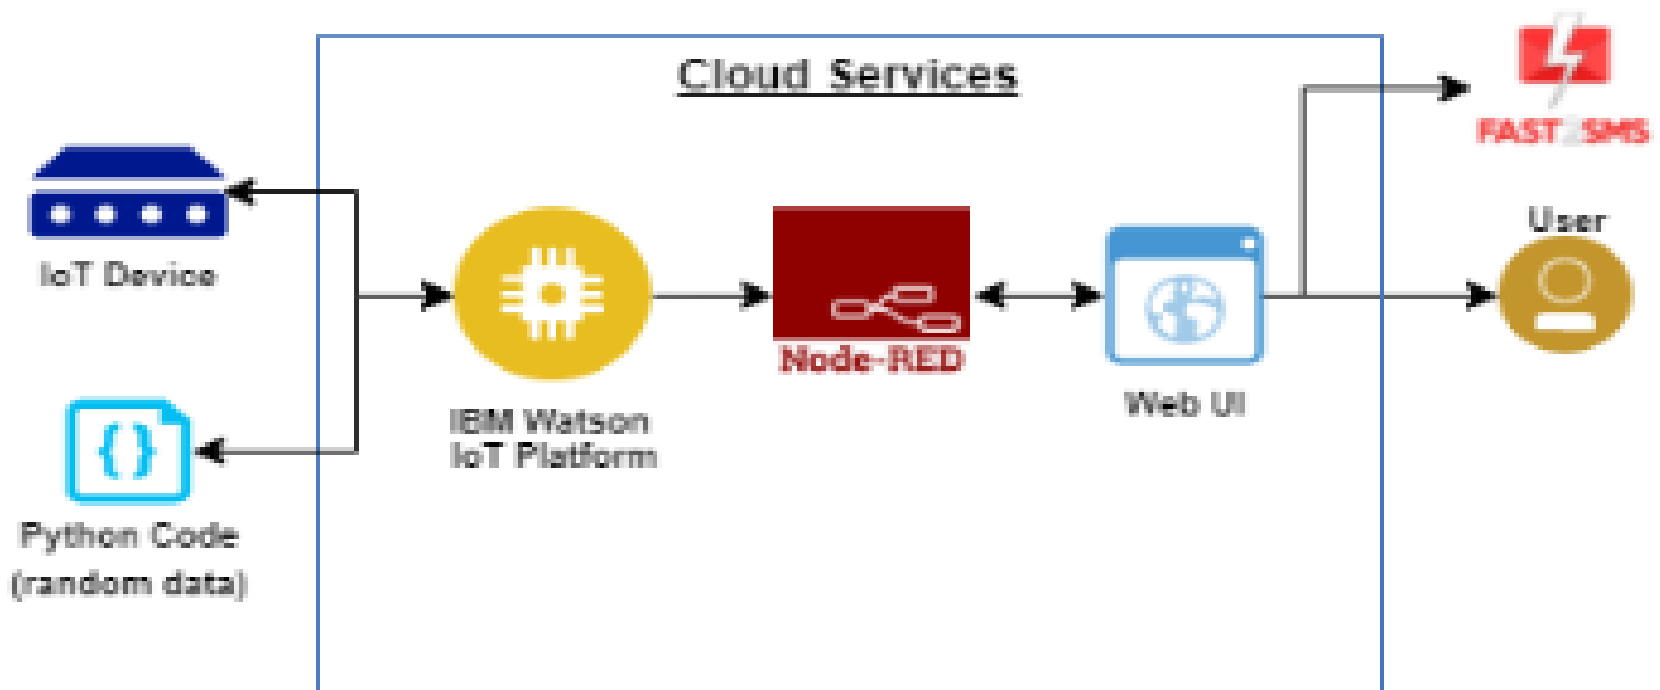 Cloud Services
FAST2SMS
User
IoT Device
Node-RED
Web UI
IBM Watson
IoT Platform
{ }
Python Code
(random data)